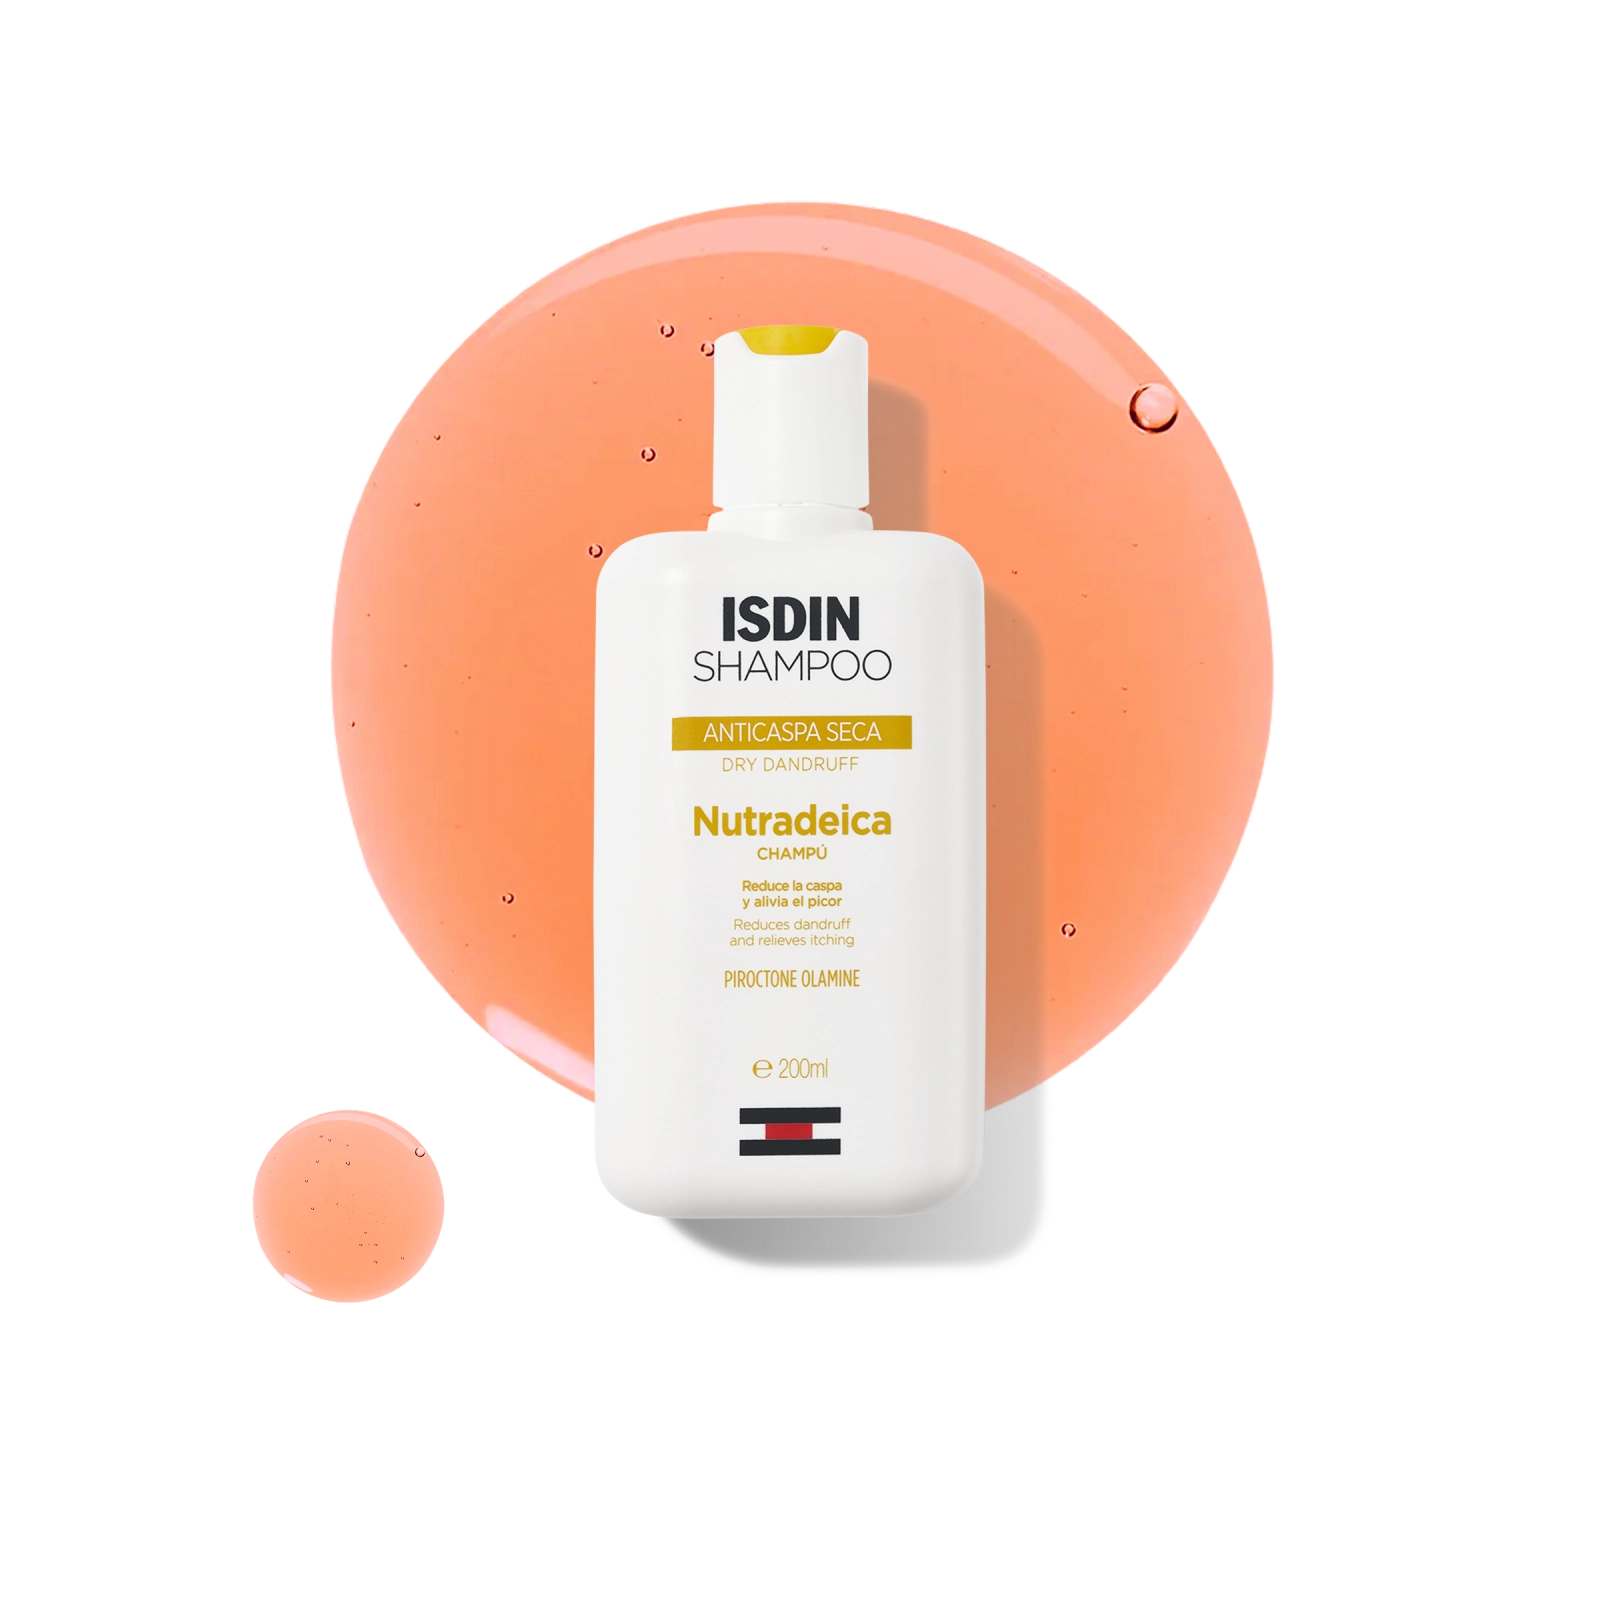 ISDIN
SHAMPOO
ANTICASPA SECA
DRY DANDRUFF
Nutradeica
CHAMPÚ
Reduce la caspa
y alivia el picor
Reduces dandruff
and relieves itching
PIROCTONE OLAMINE
℮ 200ml